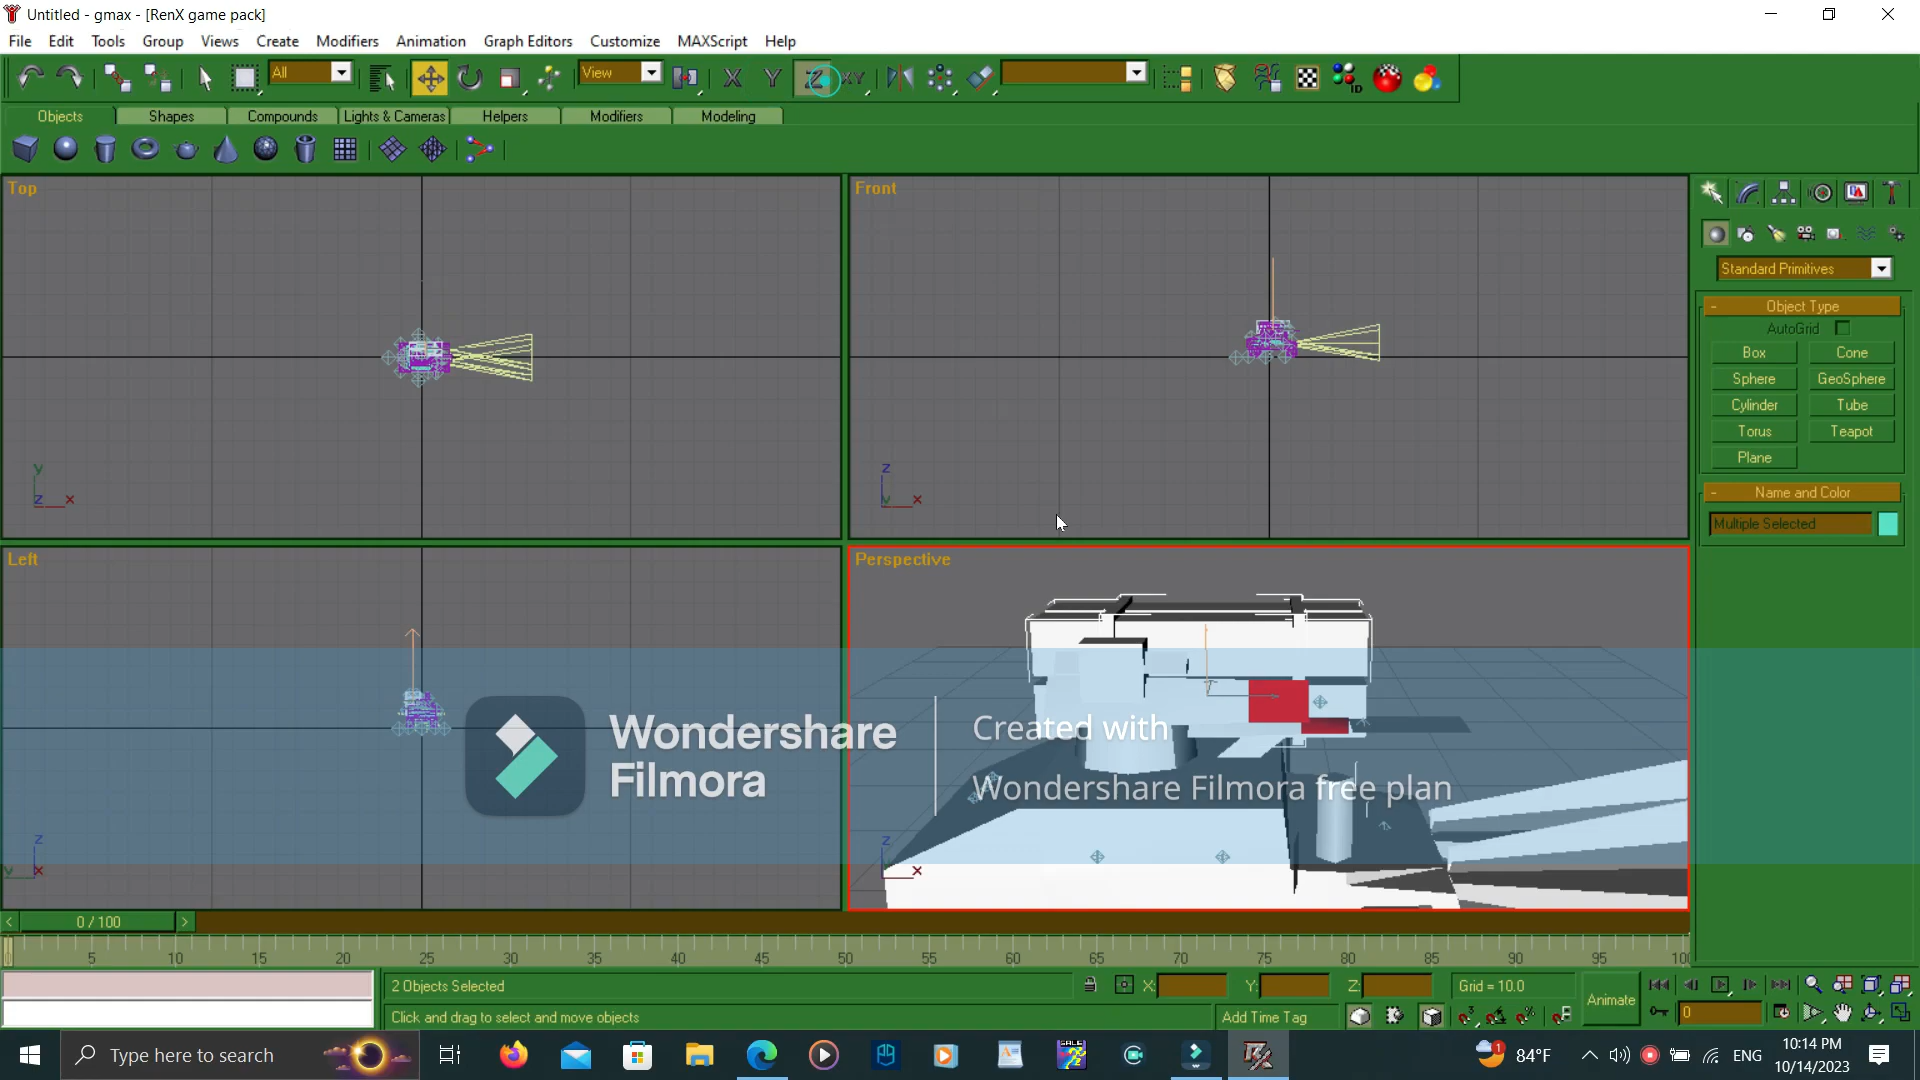 Untitled - gmax - [RenX game pack]
File Edit Tools Group Views Create Modifiers Animation Graph Editors Customize MAXScript Help
All View X Y Z XY ID
Objects Shapes Compounds Lights & Cameras Helpers Modifiers Modeling
Top Front
Standard Primitives
- Object Type
AutoGrid
Box Cone
Sphere GeoSphere
Cylinder Tube
Torus Teapot
Plane
- Name and Color
Multiple Selected
y z
z x y x
Left Perspective
Wondershare
Filmora
Created with
Wondershare Filmora free plan
z z
y x x
< 0 / 100 >
5 10 15 20 25 30 35 40 45 50 55 60 65 70 75 80 85 90 95 100
2 Objects Selected X: Y: Z: Grid = 10.0
Animate
0
Click and drag to select and move objects Add Time Tag
Type here to search
1 84°F ENG
10:14 PM
10/14/2023